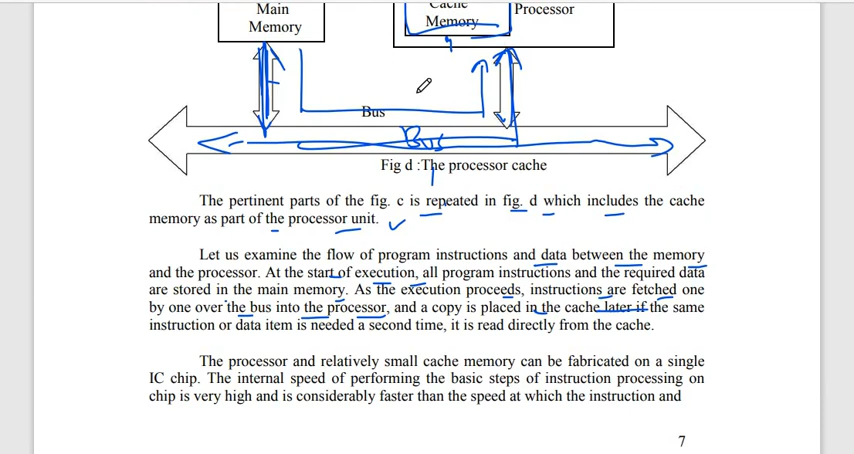 Main
Memory
Cache
Memory
Processor
Bus
Bus
Fig d :The processor cache
The pertinent parts of the fig. c is repeated in fig. d which includes the cache
memory as part of the processor unit.
Let us examine the flow of program instructions and data between the memory
and the processor. At the start of execution, all program instructions and the required data
are stored in the main memory. As the execution proceeds, instructions are fetched one
by one over the bus into the processor, and a copy is placed in the cache later if the same
instruction or data item is needed a second time, it is read directly from the cache.
The processor and relatively small cache memory can be fabricated on a single
IC chip. The internal speed of performing the basic steps of instruction processing on
chip is very high and is considerably faster than the speed at which the instruction and
7